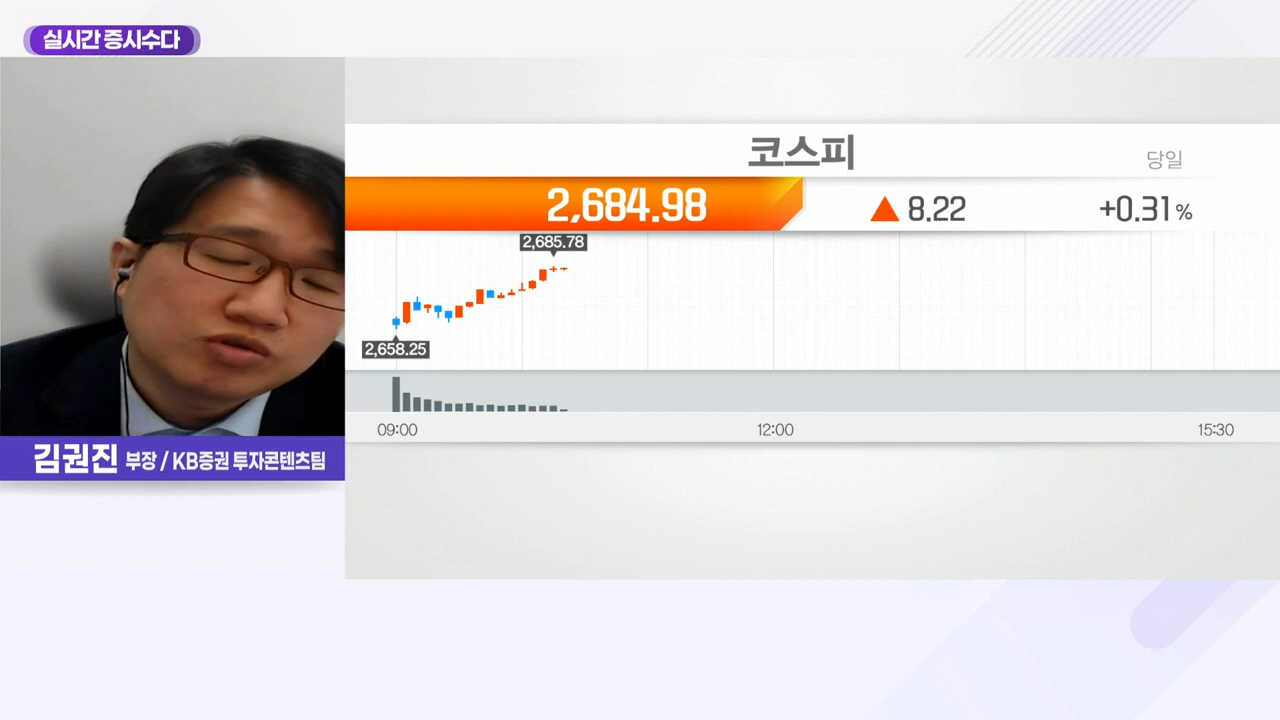 실시간 증시수다
코스피
당일
2,684.98
▲ 8.22
+0.31 %
2,685.78
2,658.25
09:00
12:00
15:30
김권진 부장 / KB증권 투자콘텐츠팀